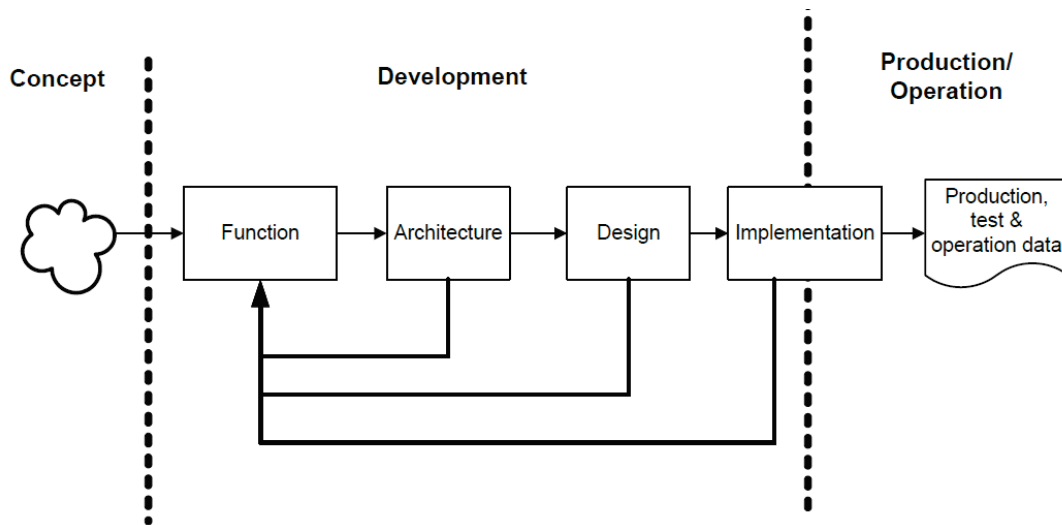 Concept
Development
Production/
Operation
Function
Architecture
Design
Implementation
Production,
test &
operation data